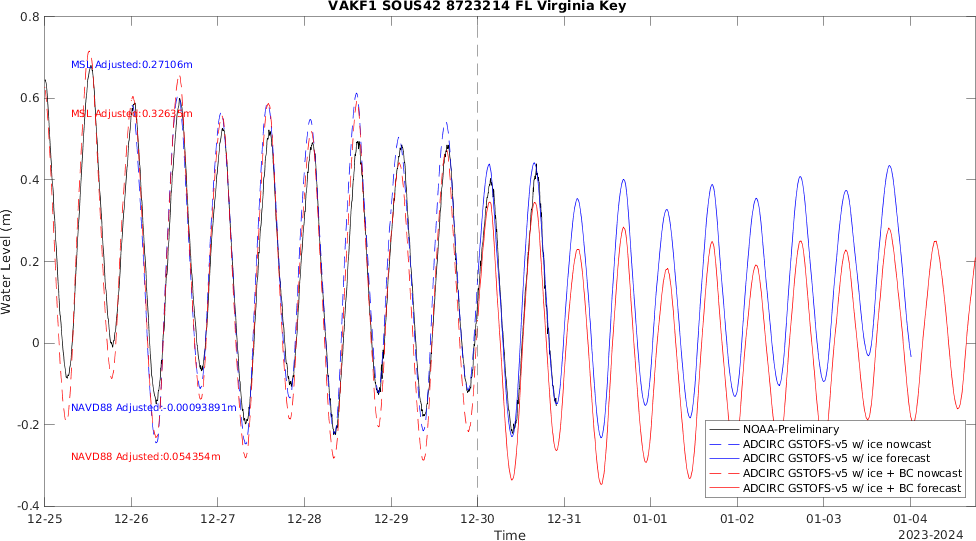 VAKF1 SOUS42 8723214 FL Virginia Key
0.8
0.6
0.4
0.2
0
-0.2
-0.4
Water Level (m)
MSL Adjusted:0.27106m
MSL Adjusted:0.32635m
NAVD88 Adjusted:-0.00093891m
NAVD88 Adjusted:0.054354m
NOAA-Preliminary
ADCIRC GSTOFS-v5 w/ ice nowcast
ADCIRC GSTOFS-v5 w/ ice forecast
ADCIRC GSTOFS-v5 w/ ice + BC nowcast
ADCIRC GSTOFS-v5 w/ ice + BC forecast
12-25 12-26 12-27 12-28 12-29 12-30 12-31 01-01 01-02 01-03 01-04
Time
2023-2024